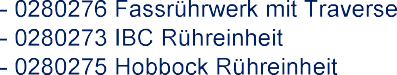 - 0280276 Fassrührwerk mit Traverse
- 0280273 IBC Rühreinheit
- 0280275 Hobbock Rühreinheit